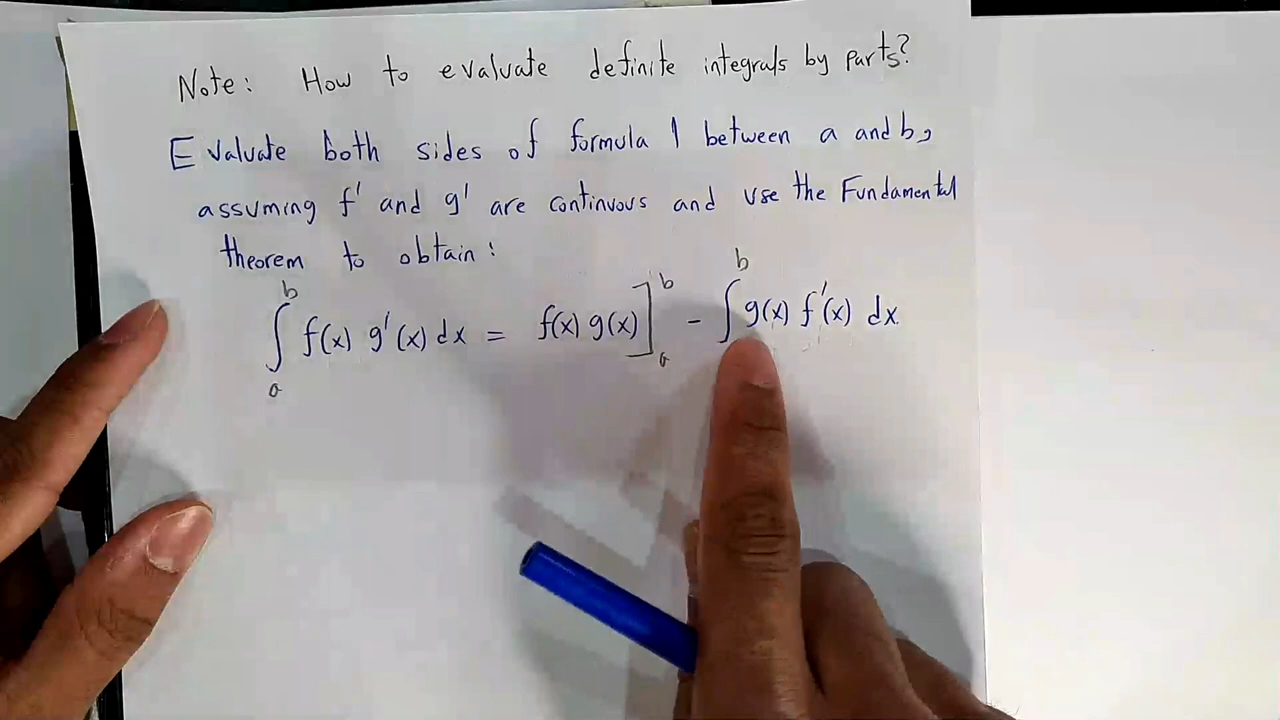 Note: How to evaluate definite integrals by parts?
Evaluate both sides of formula 1 between a and b,
assuming f' and g' are continuous and use the Fundamental
theorem to obtain:
∫_a^b f(x) g'(x) dx = f(x) g(x)]_a^b - ∫^b g(x) f'(x) dx.